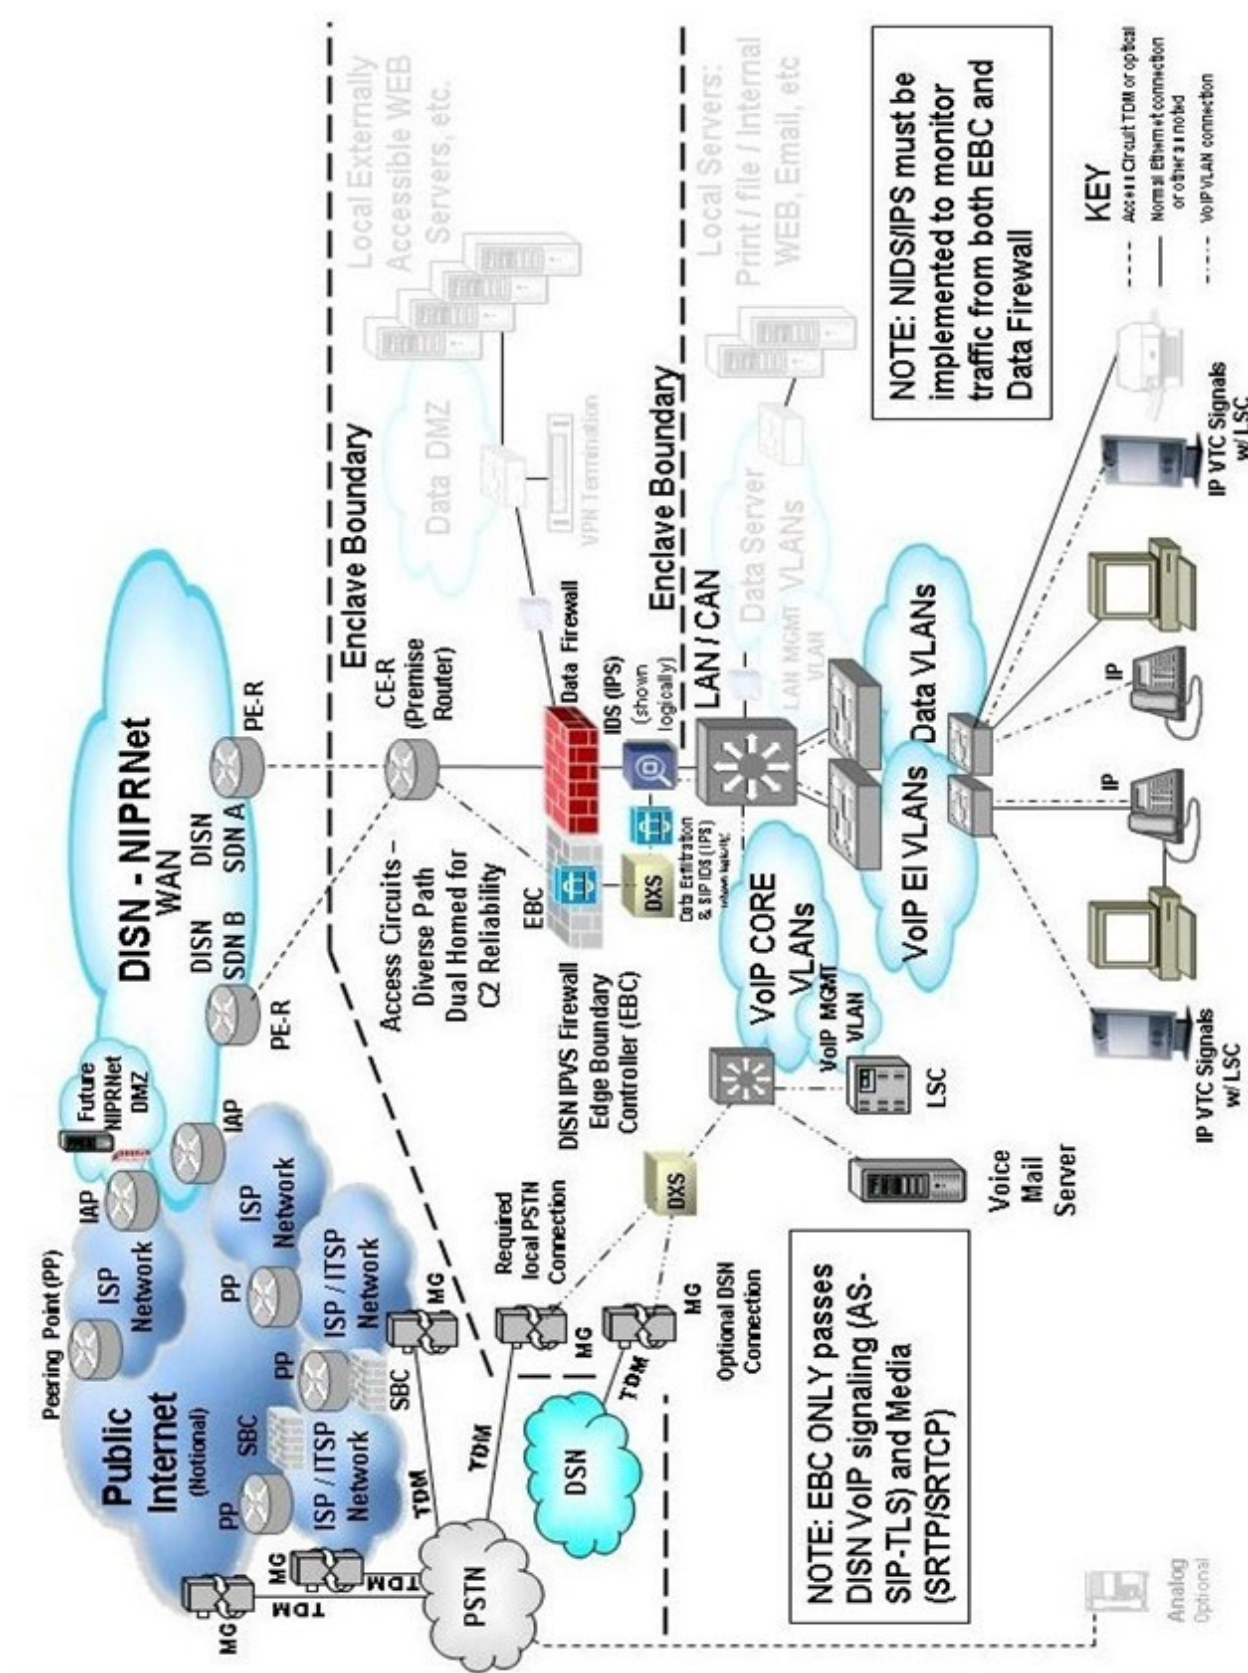 Peering Point (PP)
Public
Internet
(Notional)
ISP
Network
IAP
Future
NIPRNet
DMZ
IAP
ISP
Network
PP
ISP / ITSP
Network
PP
SBC
SBC
PP
ISP / ITSP
Network
MG
MG
MG
TDM
TDM
TDM
TDM
PSTN
DISN - NIPRNet
WAN
DISN
SDN B
DISN
SDN A
PE-R
PE-R
Enclave Boundary
CE-R
(Premise
Router)
Access Circuits –
Diverse Path
Dual Homed for
C2 Reliability
Local Externally
Accessible WEB
Servers, etc.
Data DMZ
VPN Termination
Data Firewall
EBC
DISN IPVS Firewall
Edge Boundary
Controller (EBC)
IDS (IPS)
(shown
logically)
DXS
Data Exfiltration
& SIP IDS (IPS)
Enclave Boundary
LAN / CAN
Data Server
VLANs
LAN MGMT
VLAN
Local Servers:
Print / file / Internal
WEB, Email, etc
Required
local PSTN
Connection
MG
DSN
TDM
MG
Optional DSN
Connection
DXS
VoIP CORE
VLANs
VoIP MGMT
VLAN
LSC
Voice
Mail
Server
VoIP EI VLANs
Data VLANs
IP
IP
IP VTC Signals
w/ LSC
IP VTC Signals
w/ LSC
NOTE: EBC ONLY passes
DISN VoIP signaling (AS-
SIP-TLS) and Media
(SRTP/SRTCP)
NOTE: NIDS/IPS must be
implemented to monitor
traffic from both EBC and
Data Firewall
KEY
Access Circuit TDM or optical
Normal Ethernet connection
or other as noted
VoIP VLAN connection
Analog
Optional